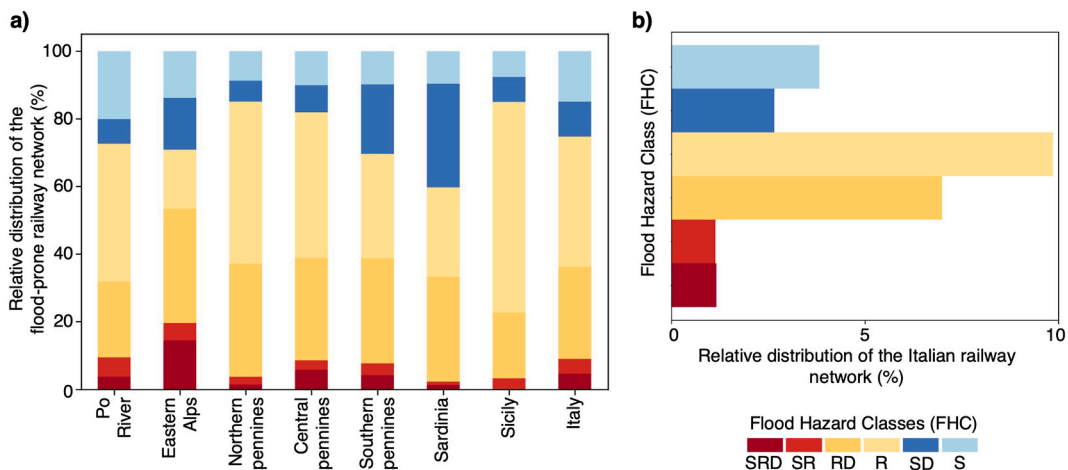 a)
Relative distribution of the
flood-prone railway network (%)
100
80
60
40
20
0
Po
River
Eastern
Alps
Northern
pennines
Central
pennines
Southern
pennines
Sardinia
Sicily
Italy
b)
Flood Hazard Class (FHC)
0
5
10
Relative distribution of the Italian railway
network (%)
Flood Hazard Classes (FHC)
SRD SR RD R SD S